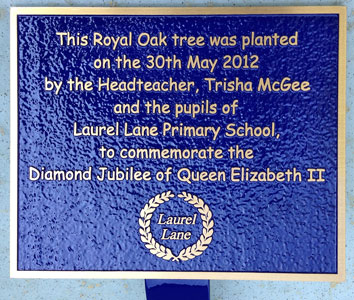 This Royal Oak tree was planted
on the 30th May 2012
by the Headteacher, Trisha McGee
and the pupils of
Laurel Lane Primary School,
to commemorate the
Diamond Jubilee of Queen Elizabeth II
Laurel
Lane